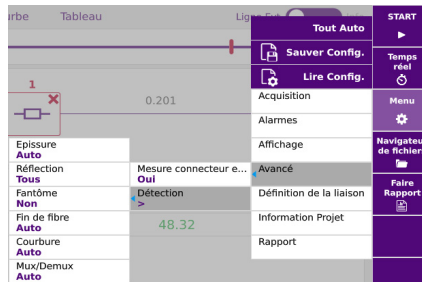 urbe Tableau Lig
Tout Auto
START
Sauver Config.
Temps
réel
1
0.201
Lire Config.
Acquisition
Menu
Alarmes
Epissure
Auto
Affichage
Navigateu
de fichier
Réflection
Tous
Mesure connecteur e...
Oui
Avancé
Fantôme
Non
Détection
>
Définition de la liaison
Faire
Rapport
Fin de fibre
Auto
48.32
Information Projet
Courbure
Auto
Rapport
Mux/Demux
Auto